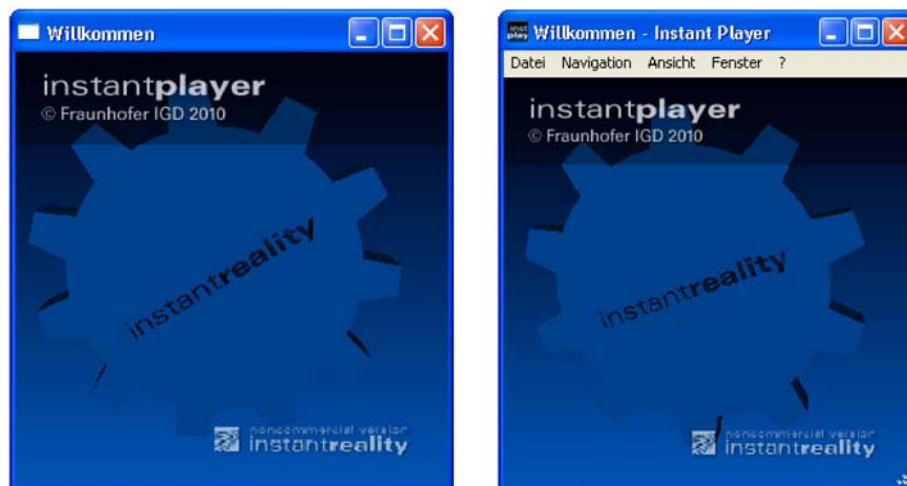 Willkommen
instantplayer
© Fraunhofer IGD 2010
instantreality
noncommercial version
instantreality
Willkommen - Instant Player
Datei Navigation Ansicht Fenster ?
instantplayer
© Fraunhofer IGD 2010
instantreality
noncommercial version
instantreality